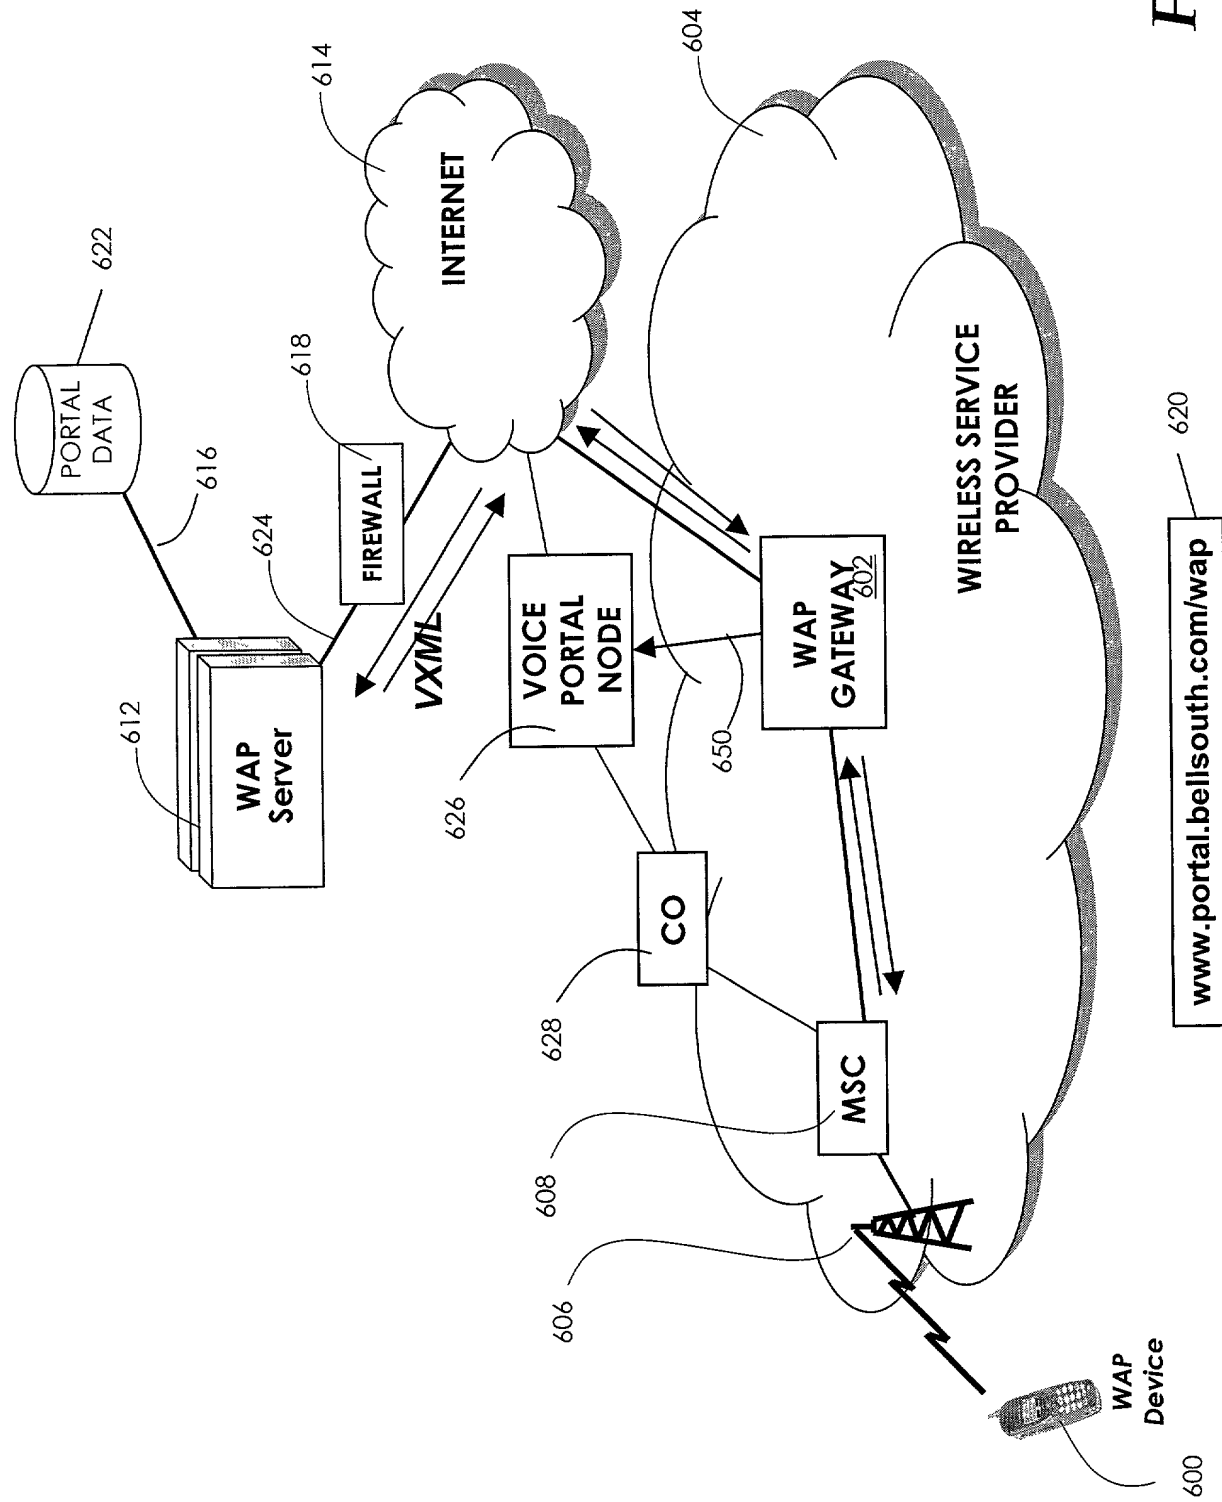 PORTAL
DATA
622
612
616
WAP
Server
624
618
614
FIREWALL
VXML
INTERNET
626
VOICE
PORTAL
NODE
608
628
606
CO
604
650
WAP
GATEWAY
602
MSC
WIRELESS SERVICE
PROVIDER
WAP
Device
620
600
www.portal.bellsouth.com/wap